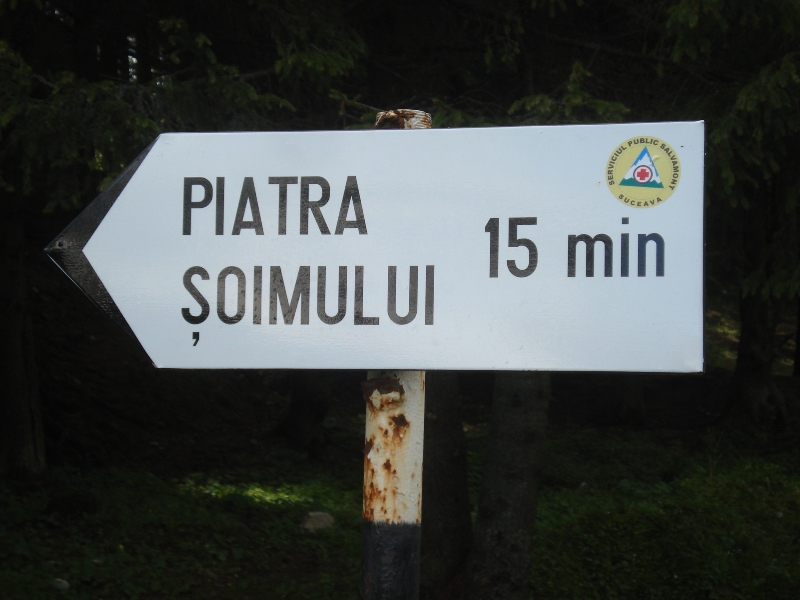 PIATRA
ȘOIMULUI
15 min
SERVICIUL PUBLIC SALVAMONT
SUCEAVA